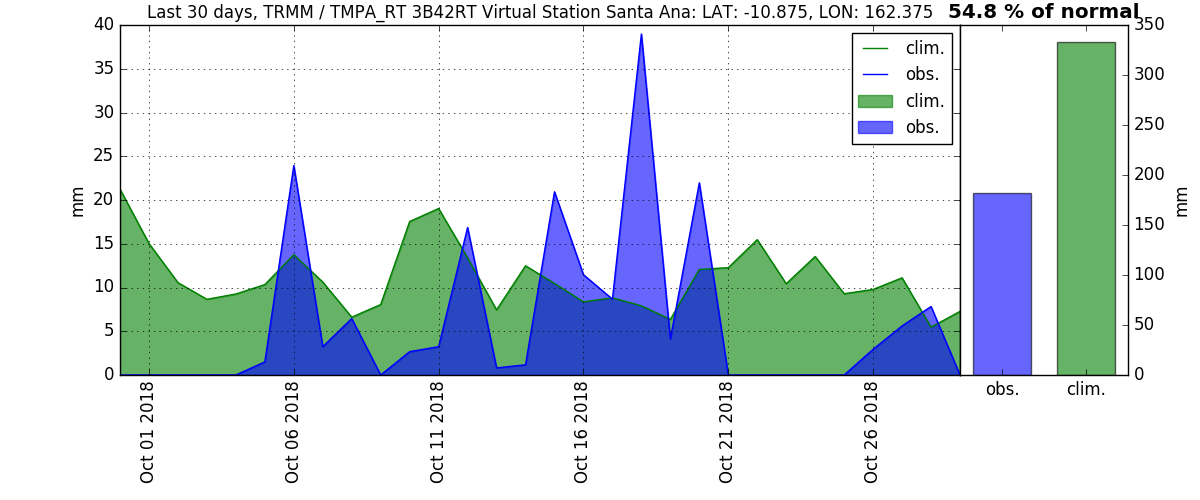 Last 30 days, TRMM / TMPA_RT 3B42RT Virtual Station Santa Ana: LAT: -10.875, LON: 162.375
54.8 % of normal
40
35
30
25
20
15
10
5
0
mm
clim.
obs.
clim.
obs.
Oct 01 2018
Oct 06 2018
Oct 11 2018
Oct 16 2018
Oct 21 2018
Oct 26 2018
obs.
clim.
350
300
250
200
150
100
50
0
mm